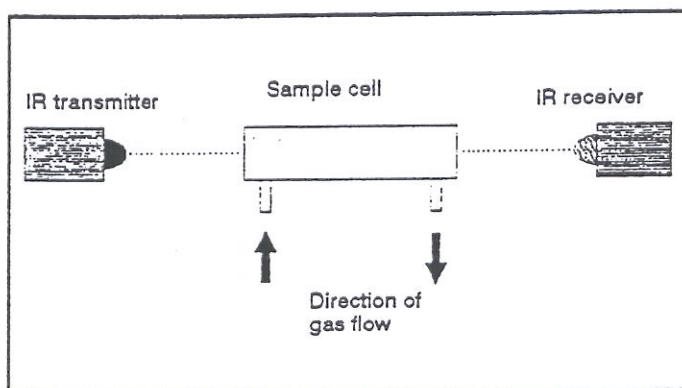 IR transmitter
Sample cell
IR receiver
Direction of
gas flow